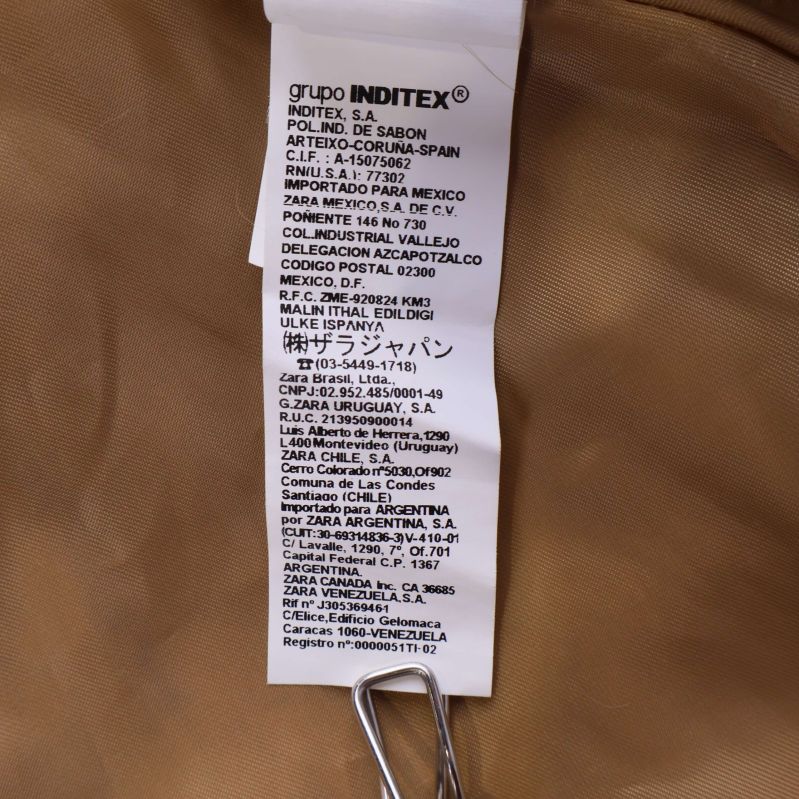 grupo INDITEX®
INDITEX, S.A.
POL.IND. DE SABON
ARTEIXO-CORUÑA-SPAIN
C.I.F. : A-15075062
RN(U.S.A.): 77302
IMPORTADO PARA MEXICO
ZARA MEXICO,S.A. DE C.V.
POÑIENTE 146 No 730
COL.INDUSTRIAL VALLEJO
DELEGACION AZCAPOTZALCO
CODIGO POSTAL 02300
MEXICO, D.F.
R.F.C. ZME-920824 KM3
MALIN ITHAL EDILDIGI
ULKE ISPANYA
㈱ザラジャパン
☎(03-5449-1718)
Zara Brasil, Ltda.,
CNPJ:02.952.485/0001-49
G.ZARA URUGUAY, S.A.
R.U.C. 213950900014
Luis Alberto de Herrera,1290
L400Montevideo (Uruguay)
ZARA CHILE, S.A.
Cerro Colorado nº5030,Of902
Comuna de Las Condes
Santiago (CHILE)
Importado para ARGENTINA
por ZARA ARGENTINA, S.A.
(CUIT:30-69314836-3)V-410-01
C/ Lavalle, 1290, 7º, Of.701
Capital Federal C.P. 1367
ARGENTINA.
ZARA CANADA Inc. CA 36685
ZARA VENEZUELA,S.A.
Rif nº J305369461
C/Elice,Edificio Gelomaca
Caracas 1060-VENEZUELA
Registro nº:0000051TI-02